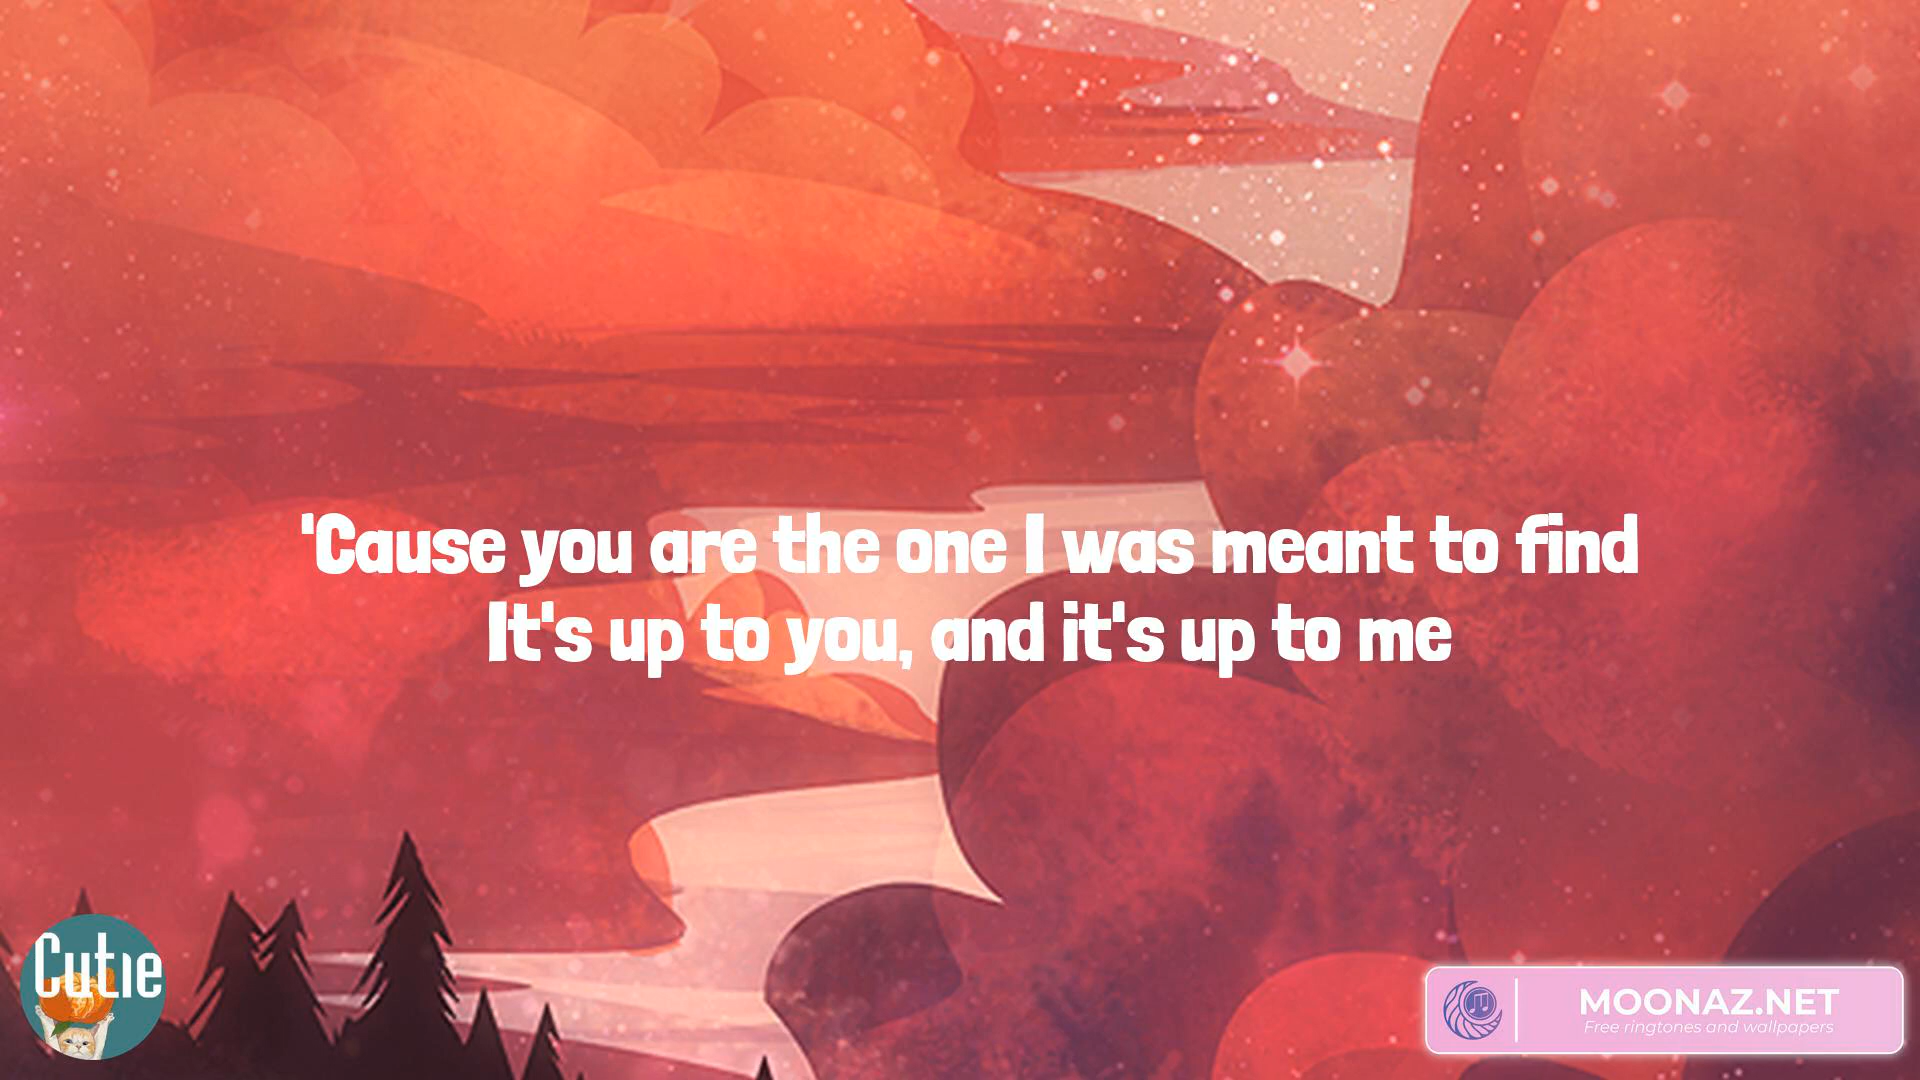 'Cause you are the one I was meant to find
It's up to you, and it's up to me
Cutie
MOONAZ.NET
Free ringtones and wallpapers